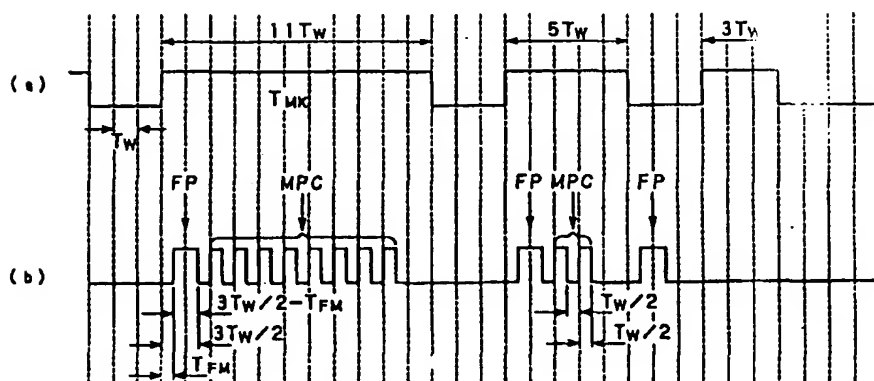 11TW 5TW 3TW
(a)
TMK
TW
FP MPC FP MPC FP
(b)
3TW/2-TFM TW/2
3TW/2 TW/2
TFM